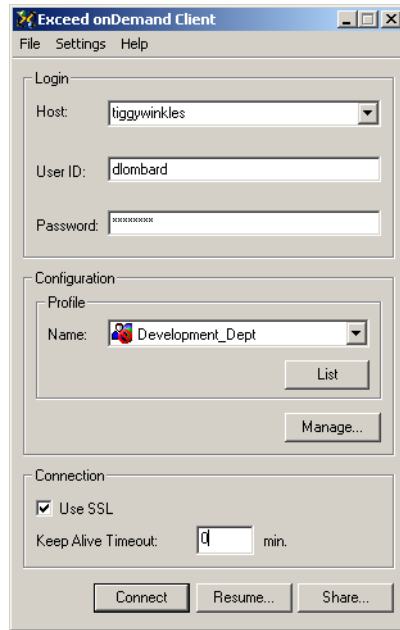 Exceed onDemand Client
File Settings Help
Login
Host: tiggywinkles
User ID: dlombard
Password: ********
Configuration
Profile
Name: Development_Dept
List
Manage...
Connection
Use SSL
Keep Alive Timeout: 0 min.
Connect Resume... Share...